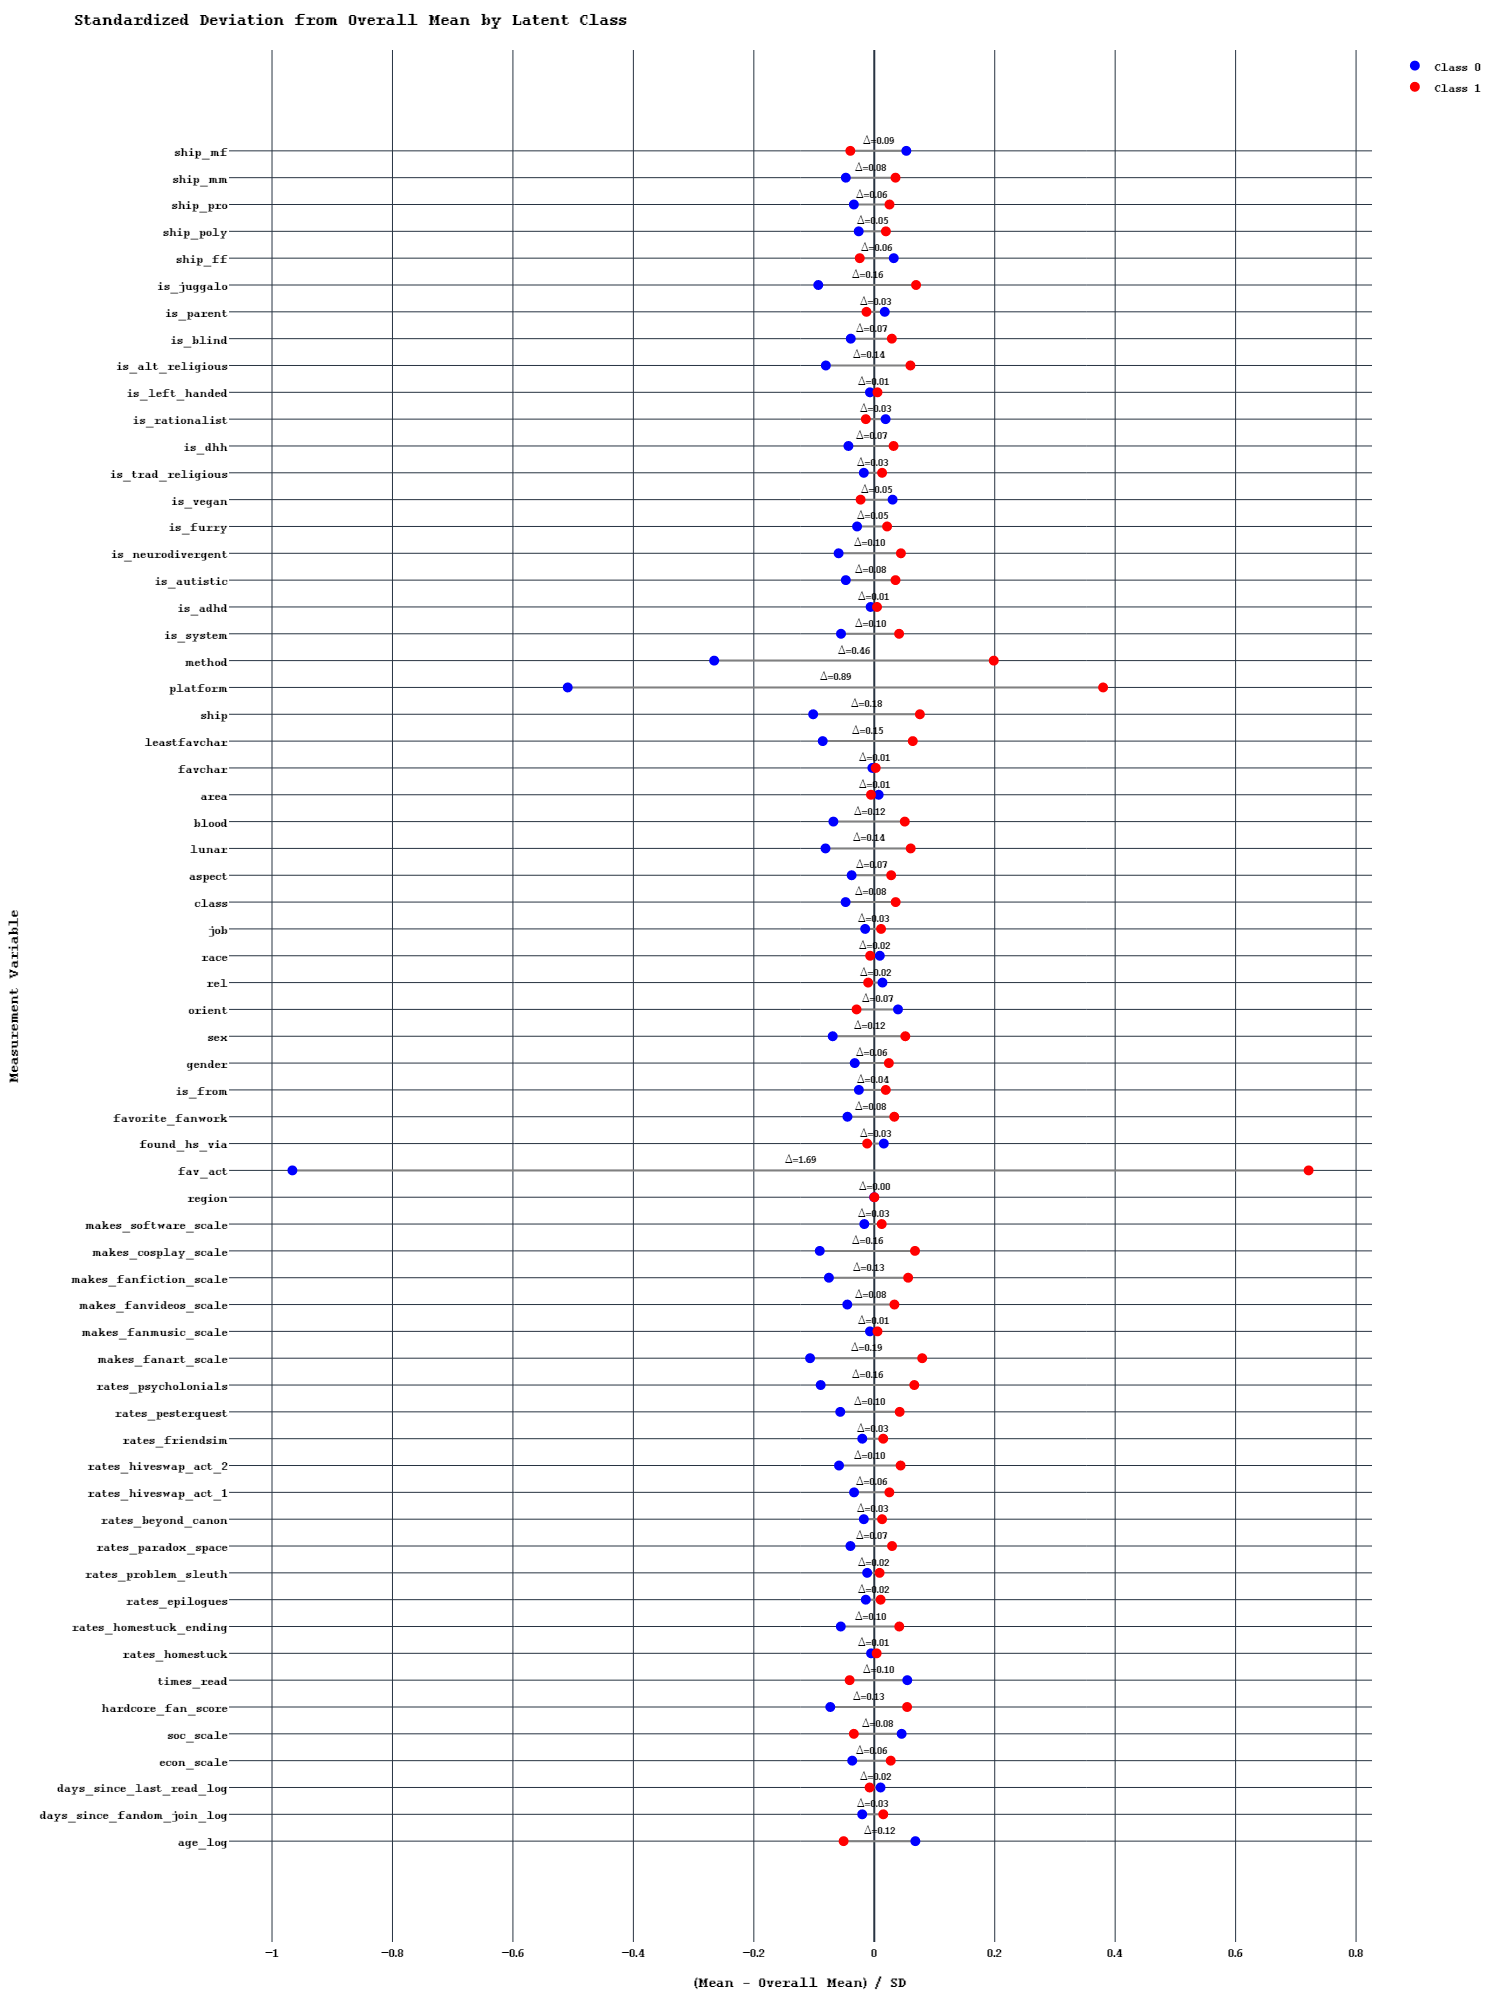 Standardized Deviation from Overall Mean by Latent Class
Class 0
Class 1
Δ=0.09
ship_mf
Δ=0.08
ship_mm
Δ=0.06
ship_pro
Δ=0.05
ship_poly
Δ=0.06
ship_ff
Δ=0.16
is_juggalo
Δ=0.03
is_parent
Δ=0.07
is_blind
Δ=0.14
is_alt_religious
Δ=0.01
is_left_handed
Δ=0.03
is_rationalist
Δ=0.07
is_dhh
Δ=0.03
is_trad_religious
Δ=0.05
is_vegan
Δ=0.05
is_furry
Δ=0.10
is_neurodivergent
Δ=0.08
is_autistic
Δ=0.01
is_adhd
Δ=0.10
is_system
Δ=0.46
method
Δ=0.89
platform
Δ=0.18
ship
Δ=0.15
leastfavchar
Δ=0.01
favchar
Δ=0.01
area
Δ=0.12
blood
Δ=0.14
lunar
Δ=0.07
aspect
Δ=0.08
class
Δ=0.03
job
Δ=0.02
race
Δ=0.02
rel
Δ=0.07
orient
Δ=0.12
sex
Δ=0.06
gender
Δ=0.04
is_from
Δ=0.08
favorite_fanwork
Δ=0.03
found_hs_via
Δ=1.69
fav_act
Δ=0.00
region
Δ=0.03
makes_software_scale
Δ=0.16
makes_cosplay_scale
Δ=0.13
makes_fanfiction_scale
Δ=0.08
makes_fanvideos_scale
Δ=0.01
makes_fanmusic_scale
Δ=0.19
makes_fanart_scale
Δ=0.16
rates_psycholonials
Δ=0.10
rates_pesterquest
Δ=0.03
rates_friendsim
Δ=0.10
rates_hiveswap_act_2
Δ=0.06
rates_hiveswap_act_1
Δ=0.03
rates_beyond_canon
Δ=0.07
rates_paradox_space
Δ=0.02
rates_problem_sleuth
Δ=0.02
rates_epilogues
Δ=0.10
rates_homestuck_ending
Δ=0.01
rates_homestuck
Δ=0.10
times_read
Δ=0.13
hardcore_fan_score
Δ=0.08
soc_scale
Δ=0.06
econ_scale
Δ=0.02
days_since_last_read_log
Δ=0.03
days_since_fandom_join_log
Δ=0.12
age_log
Measurement Variable
−1 −0.8 −0.6 −0.4 −0.2 0 0.2 0.4 0.6 0.8
(Mean - Overall Mean) / SD